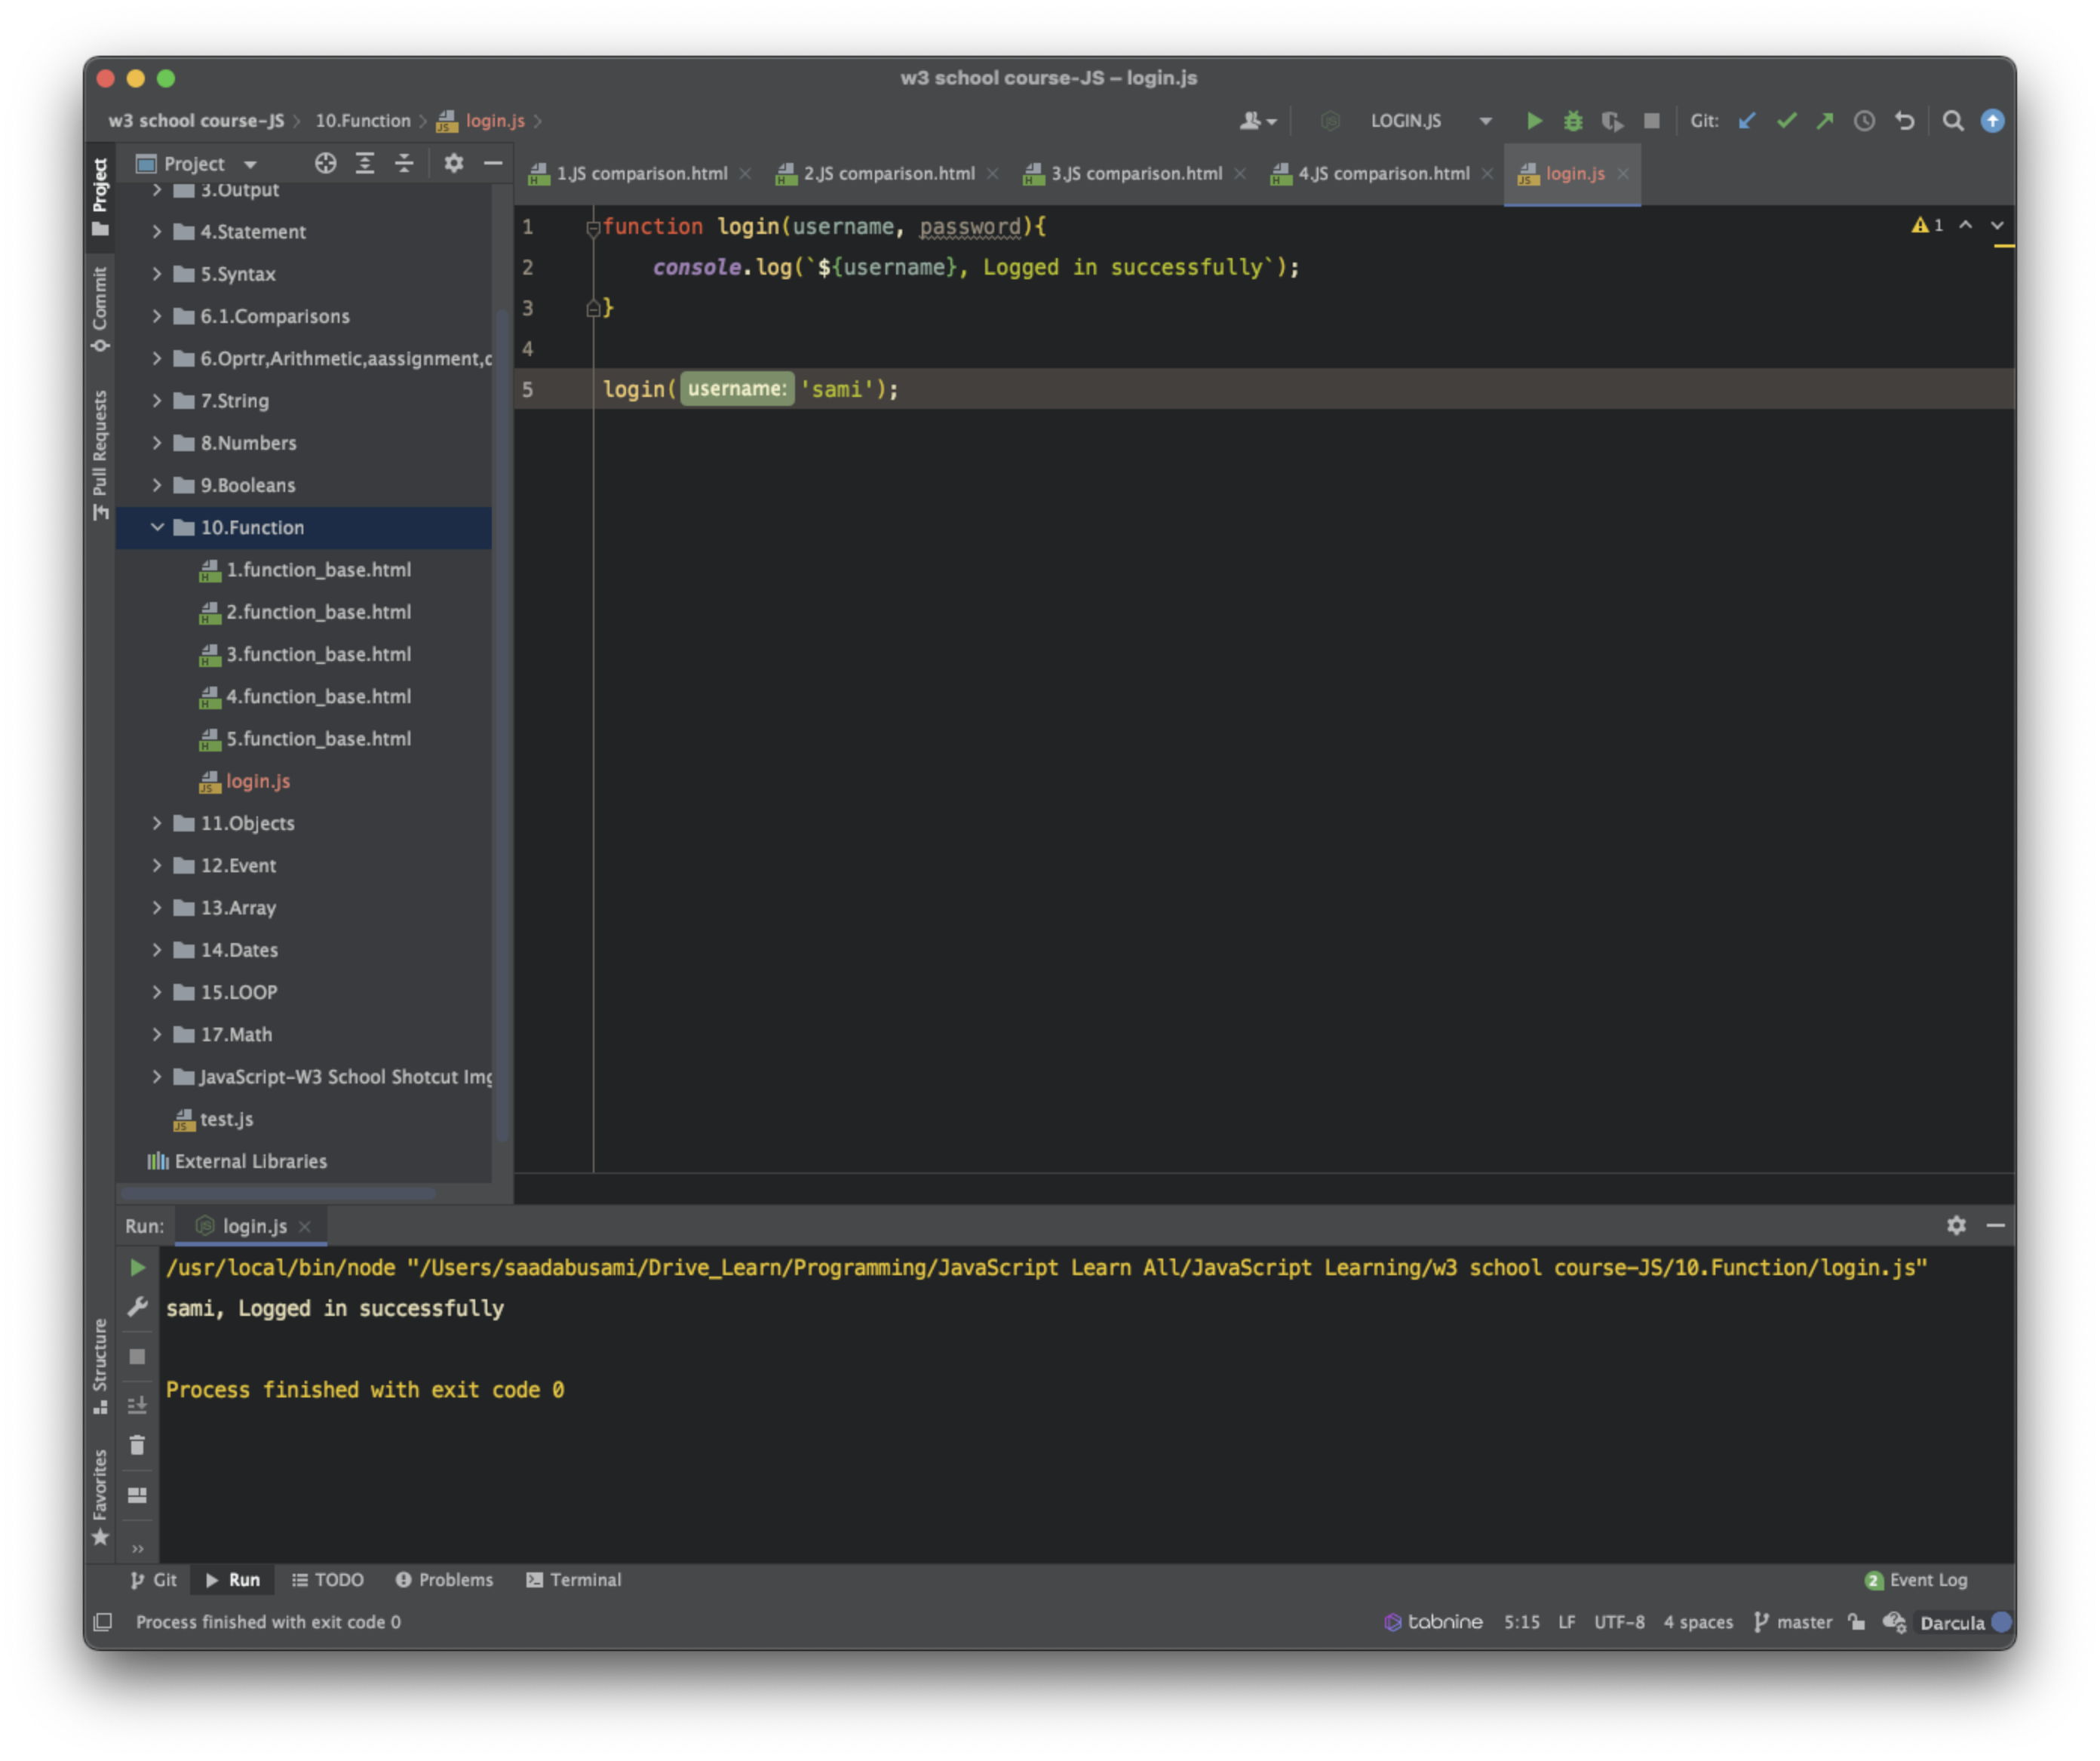 w3 school course-JS – login.js
w3 school course-JS 10.Function login.js
LOGIN.JS Git:
Project
1.JS comparison.html 2.JS comparison.html 3.JS comparison.html 4.JS comparison.html login.js
Project
Commit
Pull Requests
3.Output
4.Statement
5.Syntax
6.1.Comparisons
6.Oprtr,Arithmetic,aassignment,c
7.String
8.Numbers
9.Booleans
10.Function
1.function_base.html
2.function_base.html
3.function_base.html
4.function_base.html
5.function_base.html
login.js
11.Objects
12.Event
13.Array
14.Dates
15.LOOP
17.Math
JavaScript-W3 School Shotcut Img
test.js
External Libraries
1 function login(username, password){
2 console.log(`${username}, Logged in successfully`);
3 }
4
5 login( username: 'sami');
1
Run: login.js
/usr/local/bin/node "/Users/saadabusami/Drive_Learn/Programming/JavaScript Learn All/JavaScript Learning/w3 school course-JS/10.Function/login.js"
sami, Logged in successfully
Process finished with exit code 0
Structure
Favorites
Git Run TODO Problems Terminal 2 Event Log
Process finished with exit code 0 tabnine 5:15 LF UTF-8 4 spaces master Darcula